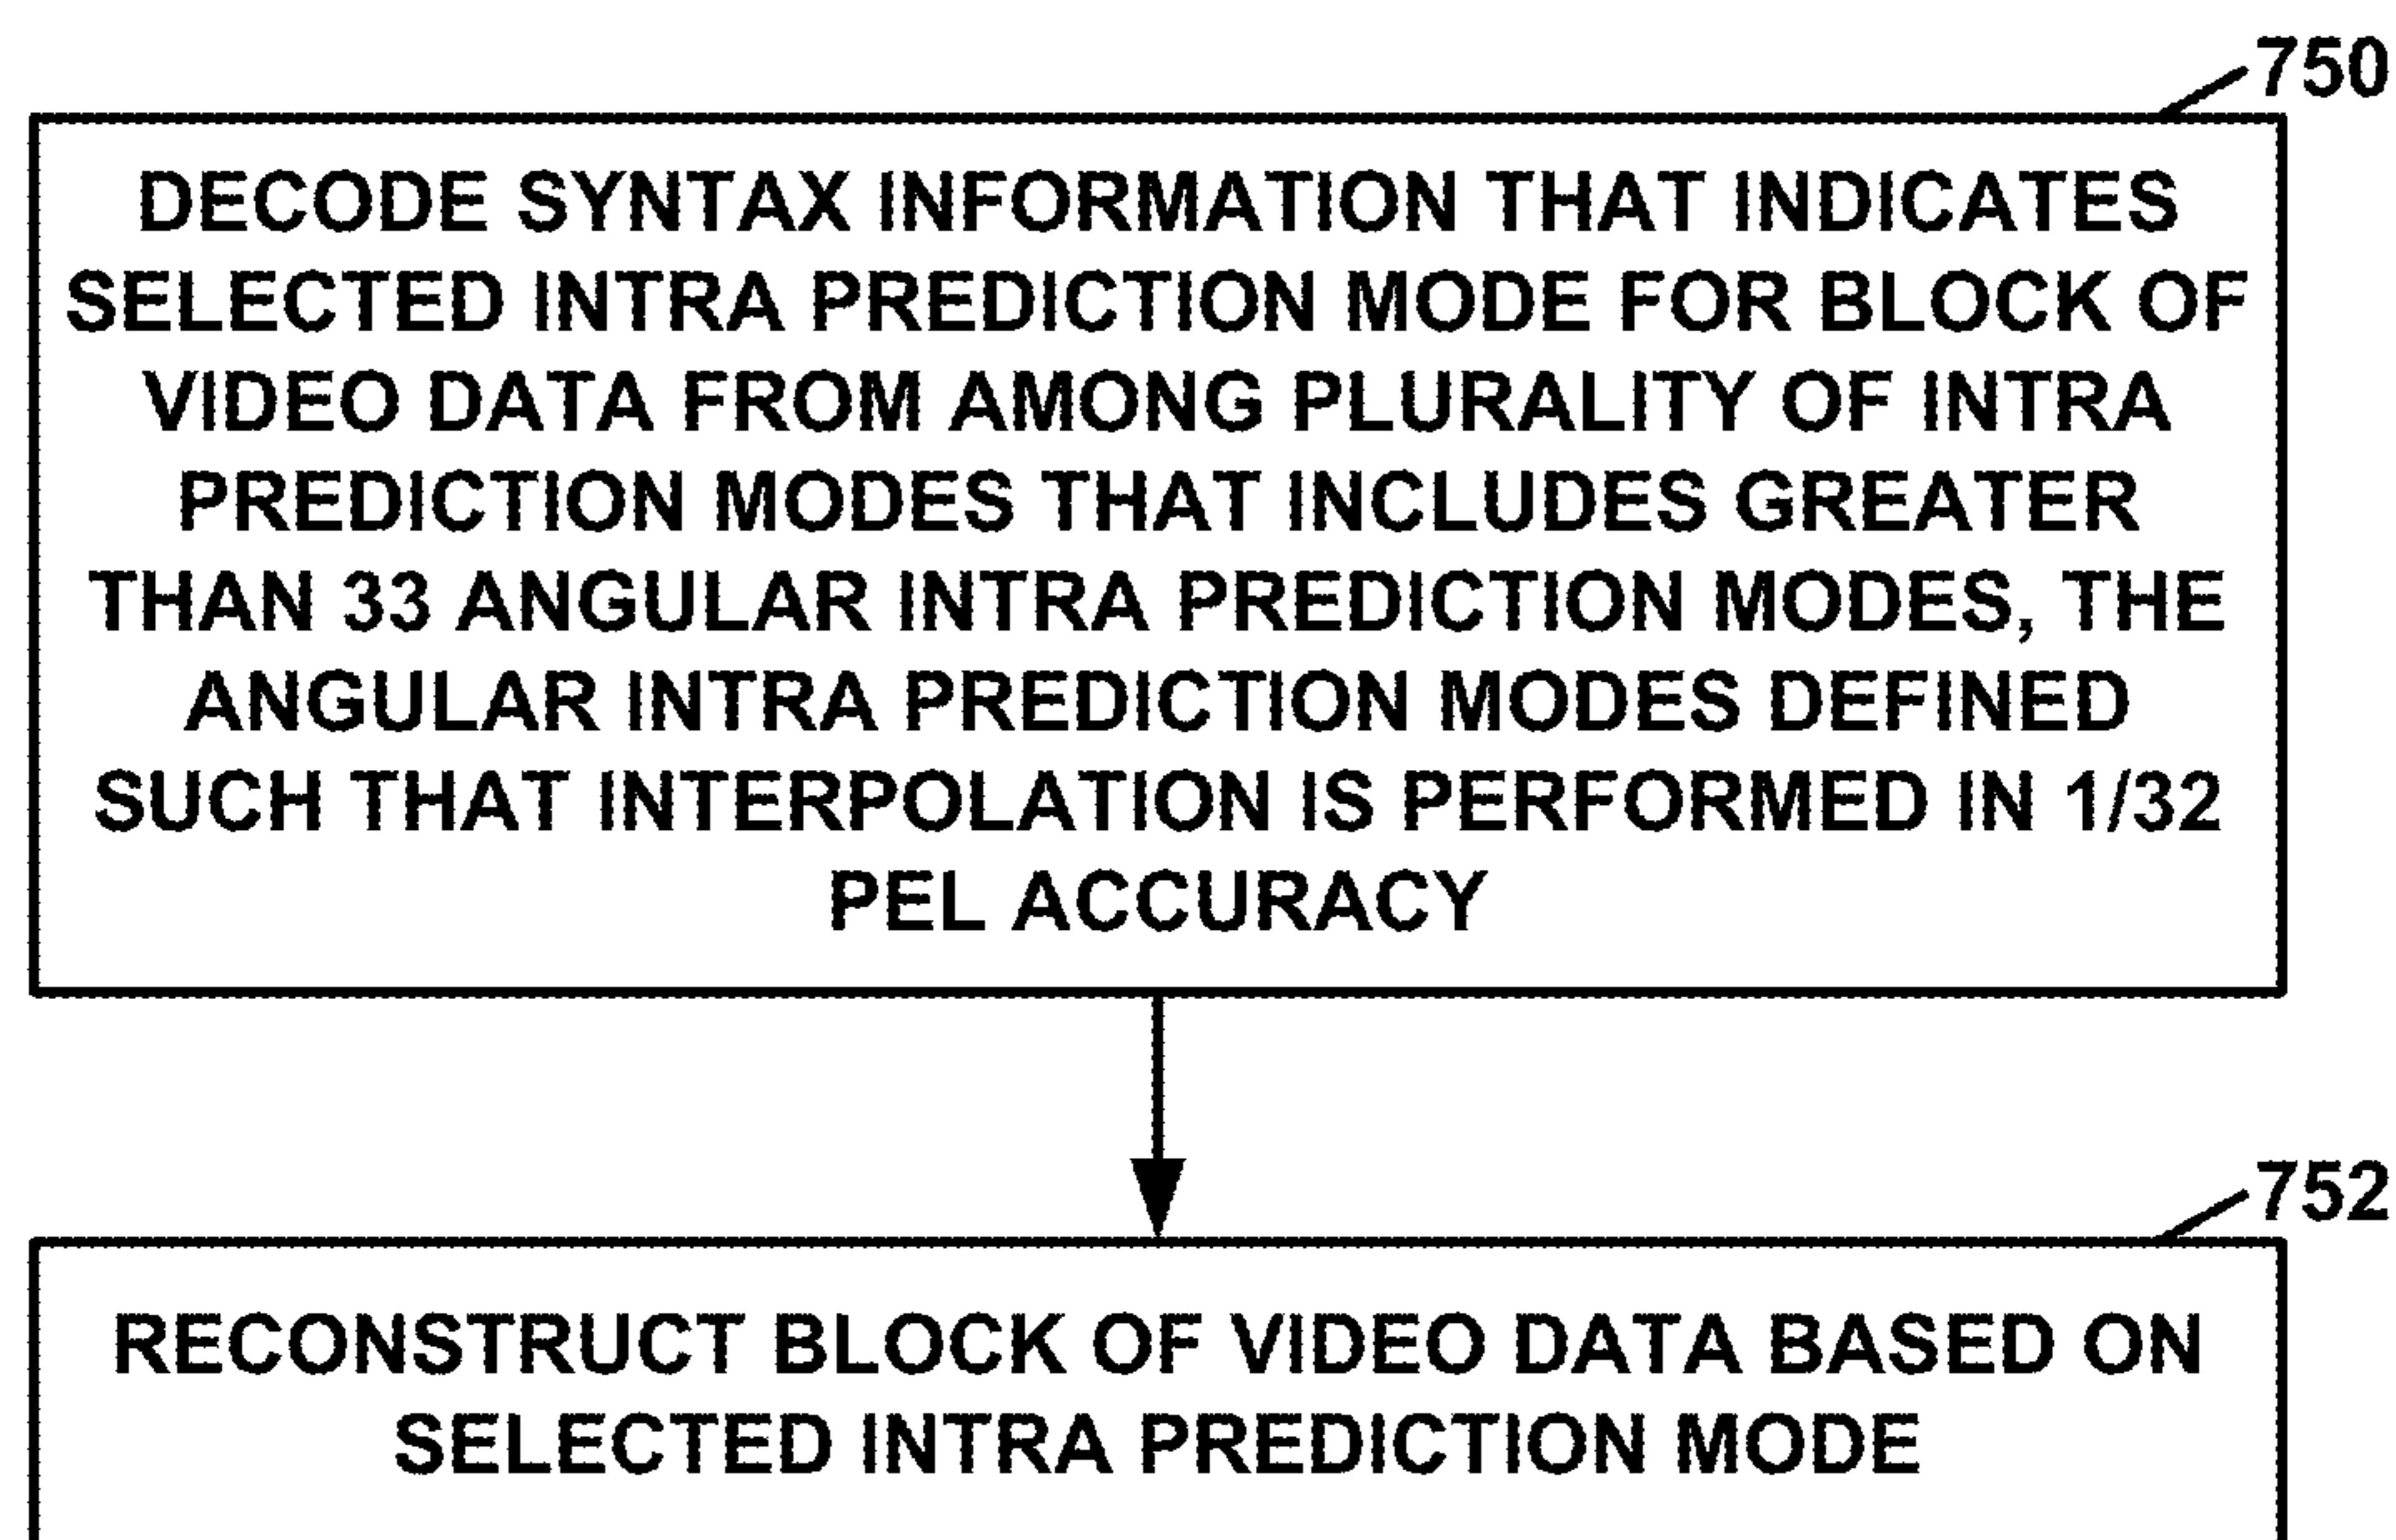 750
DECODE SYNTAX INFORMATION THAT INDICATES
SELECTED INTRA PREDICTION MODE FOR BLOCK OF
VIDEO DATA FROM AMONG PLURALITY OF INTRA
PREDICTION MODES THAT INCLUDES GREATER
THAN 33 ANGULAR INTRA PREDICTION MODES, THE
ANGULAR INTRA PREDICTION MODES DEFINED
SUCH THAT INTERPOLATION IS PERFORMED IN 1/32
PEL ACCURACY
752
RECONSTRUCT BLOCK OF VIDEO DATA BASED ON
SELECTED INTRA PREDICTION MODE